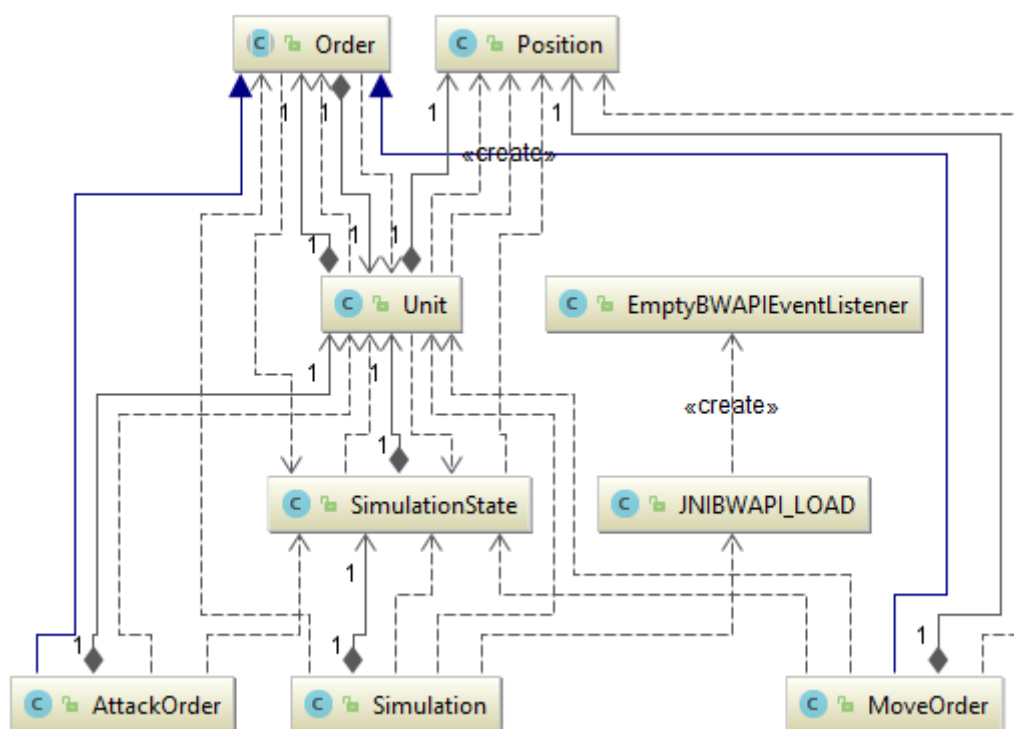 C Order
C Position
1 1 1 1
«create»
1 1 1
C Unit
C EmptyBWAPIEventListener
1 1
«create»
1
C SimulationState
C JNIBWAPI_LOAD
1
1 1 1
C AttackOrder
C Simulation
C MoveOrder